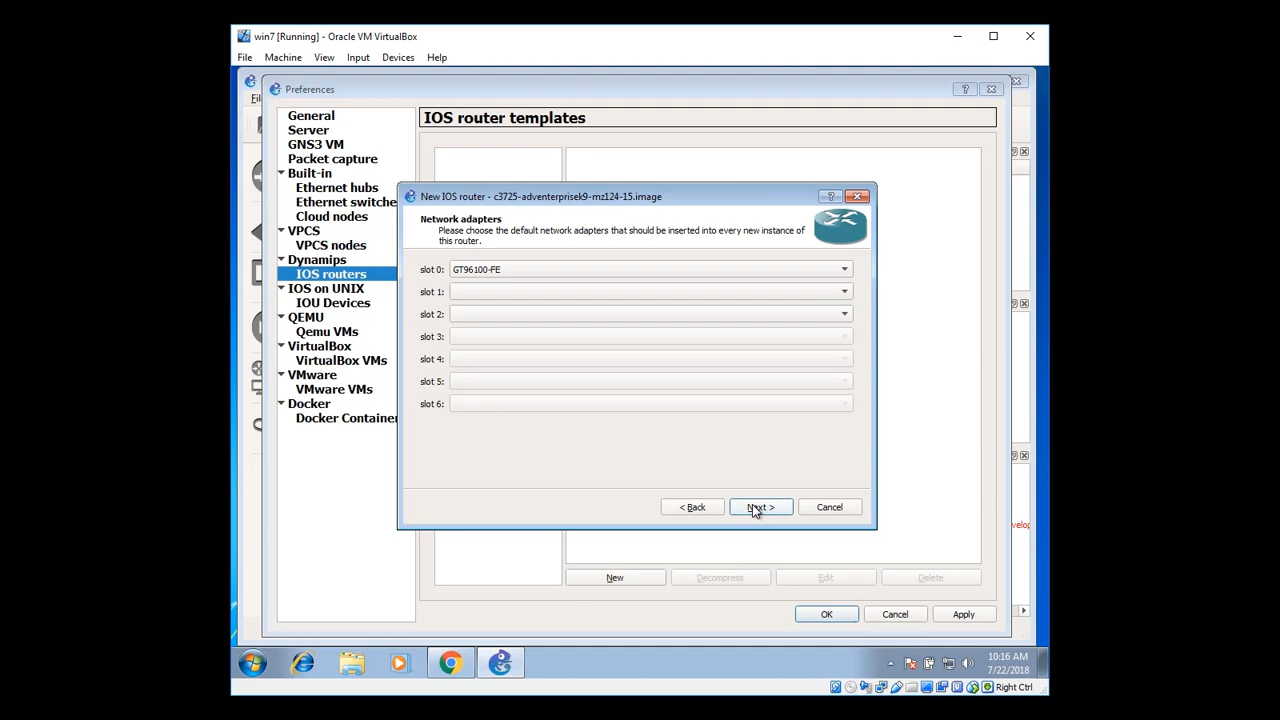 win7 [Running] - Oracle VM VirtualBox
File Machine View Input Devices Help
Preferences
General
Server
GNS3 VM
Packet capture
Built-in
Ethernet hubs
Ethernet switche
Cloud nodes
VPCS
VPCS nodes
Dynamips
IOS routers
IOS on UNIX
IOU Devices
QEMU
Qemu VMs
VirtualBox
VirtualBox VMs
VMware
VMware VMs
Docker
Docker Container
IOS router templates
New IOS router - c3725-adventerprisek9-mz124-15.image
Network adapters
Please choose the default network adapters that should be inserted into every new instance of
this router.
slot 0: GT96100-FE
slot 1:
slot 2:
slot 3:
slot 4:
slot 5:
slot 6:
< Back Next > Cancel
New Decompress Edit Delete
OK Cancel Apply
10:16 AM
7/22/2018
Right Ctrl